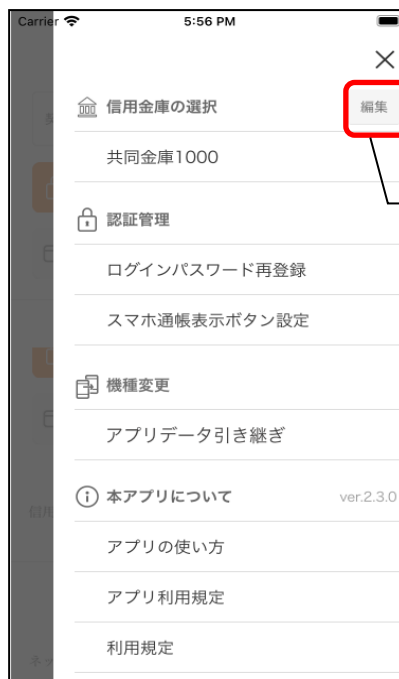 Carrier 5:56 PM
信用金庫の選択 編集
共同金庫1000
認証管理
ログインパスワード再登録
スマホ通帳表示ボタン設定
機種変更
アプリデータ引き継ぎ
本アプリについて ver.2.3.0
信用
アプリの使い方
アプリ利用規定
利用規定
ネッ